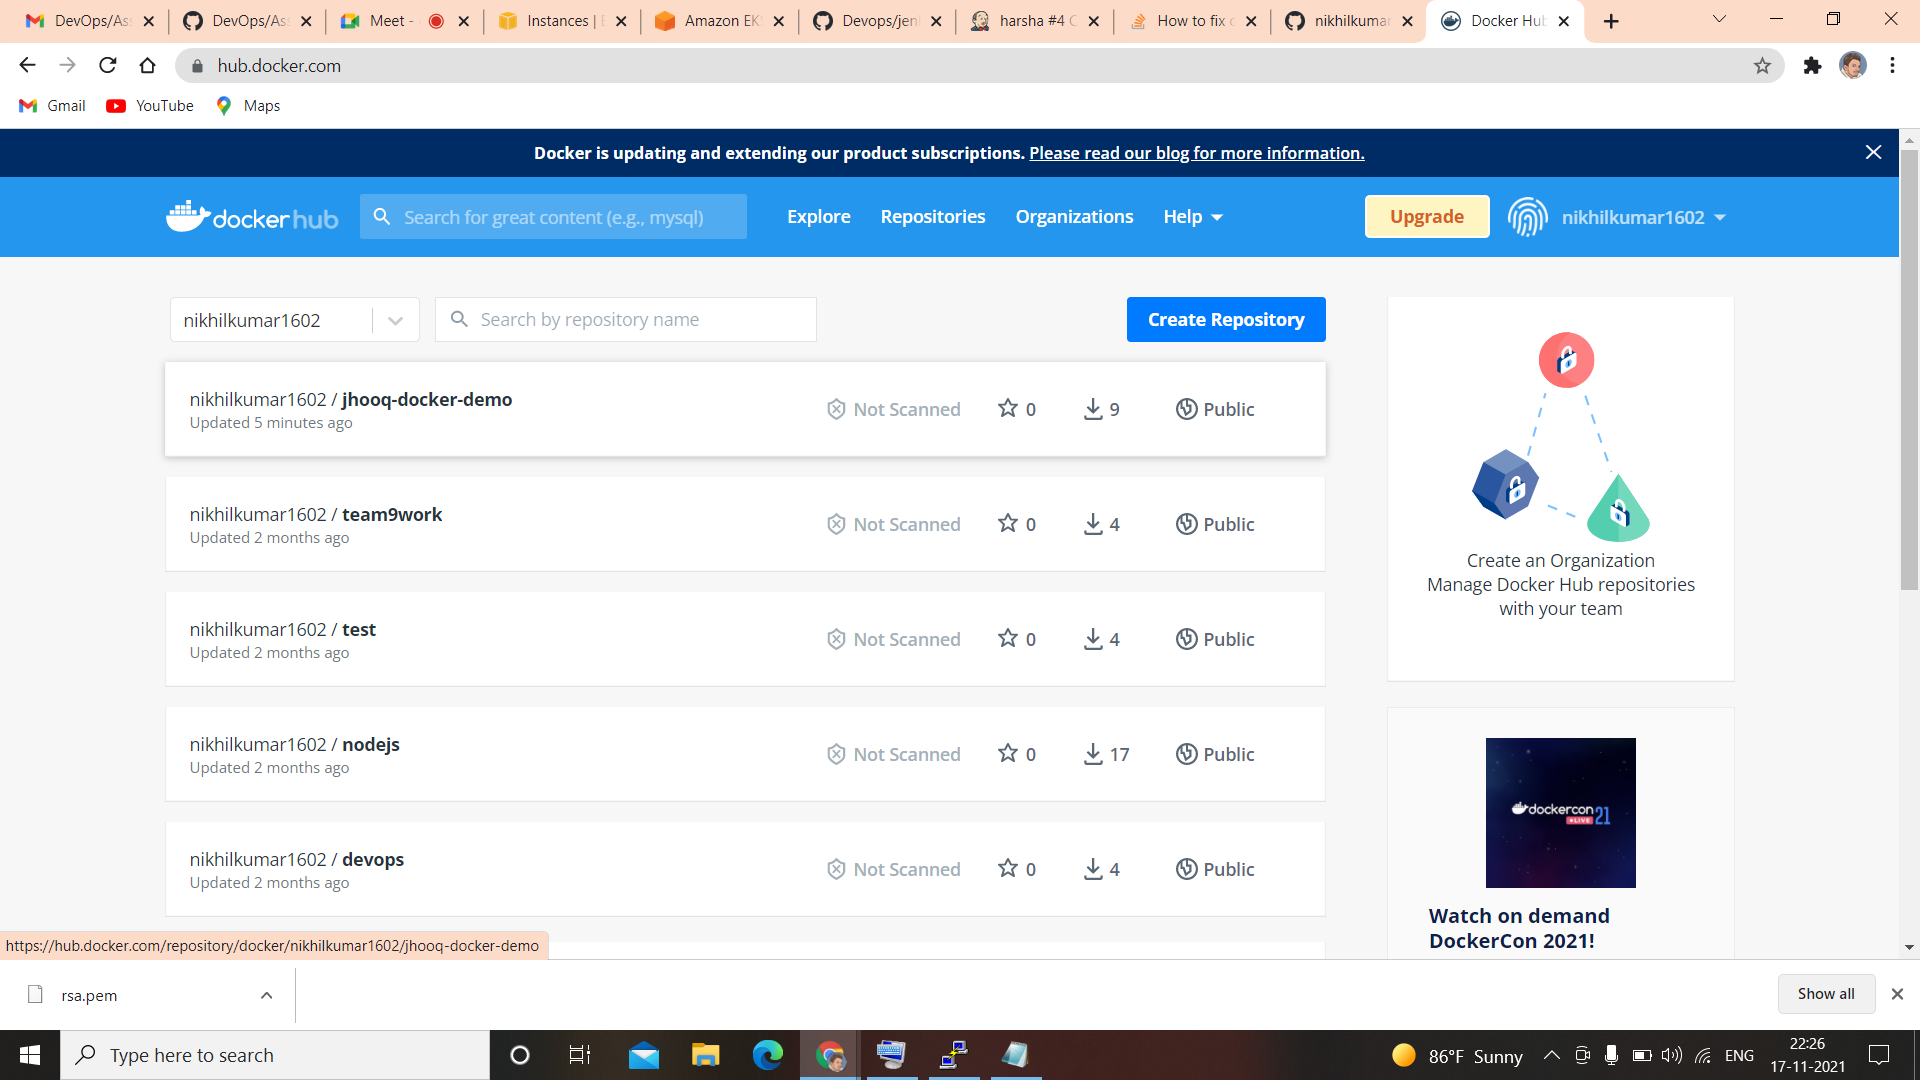 DevOps/Ass
DevOps/Ass
Meet -
Instances | E
Amazon EKS
Devops/jenk
harsha #4 C
How to fix
nikhilkumar
Docker Hub
hub.docker.com
Gmail
YouTube
Maps
Docker is updating and extending our product subscriptions. Please read our blog for more information.
docker hub
Search for great content (e.g., mysql)
Explore
Repositories
Organizations
Help
Upgrade
nikhilkumar1602
nikhilkumar1602
Search by repository name
Create Repository
nikhilkumar1602 / jhooq-docker-demo
Updated 5 minutes ago
Not Scanned
0
9
Public
nikhilkumar1602 / team9work
Updated 2 months ago
Not Scanned
0
4
Public
nikhilkumar1602 / test
Updated 2 months ago
Not Scanned
0
4
Public
nikhilkumar1602 / nodejs
Updated 2 months ago
Not Scanned
0
17
Public
nikhilkumar1602 / devops
Updated 2 months ago
Not Scanned
0
4
Public
Create an Organization
Manage Docker Hub repositories
with your team
dockercon
LIVE
21
Watch on demand
DockerCon 2021!
https://hub.docker.com/repository/docker/nikhilkumar1602/jhooq-docker-demo
rsa.pem
Show all
Type here to search
86°F Sunny
ENG
22:26
17-11-2021